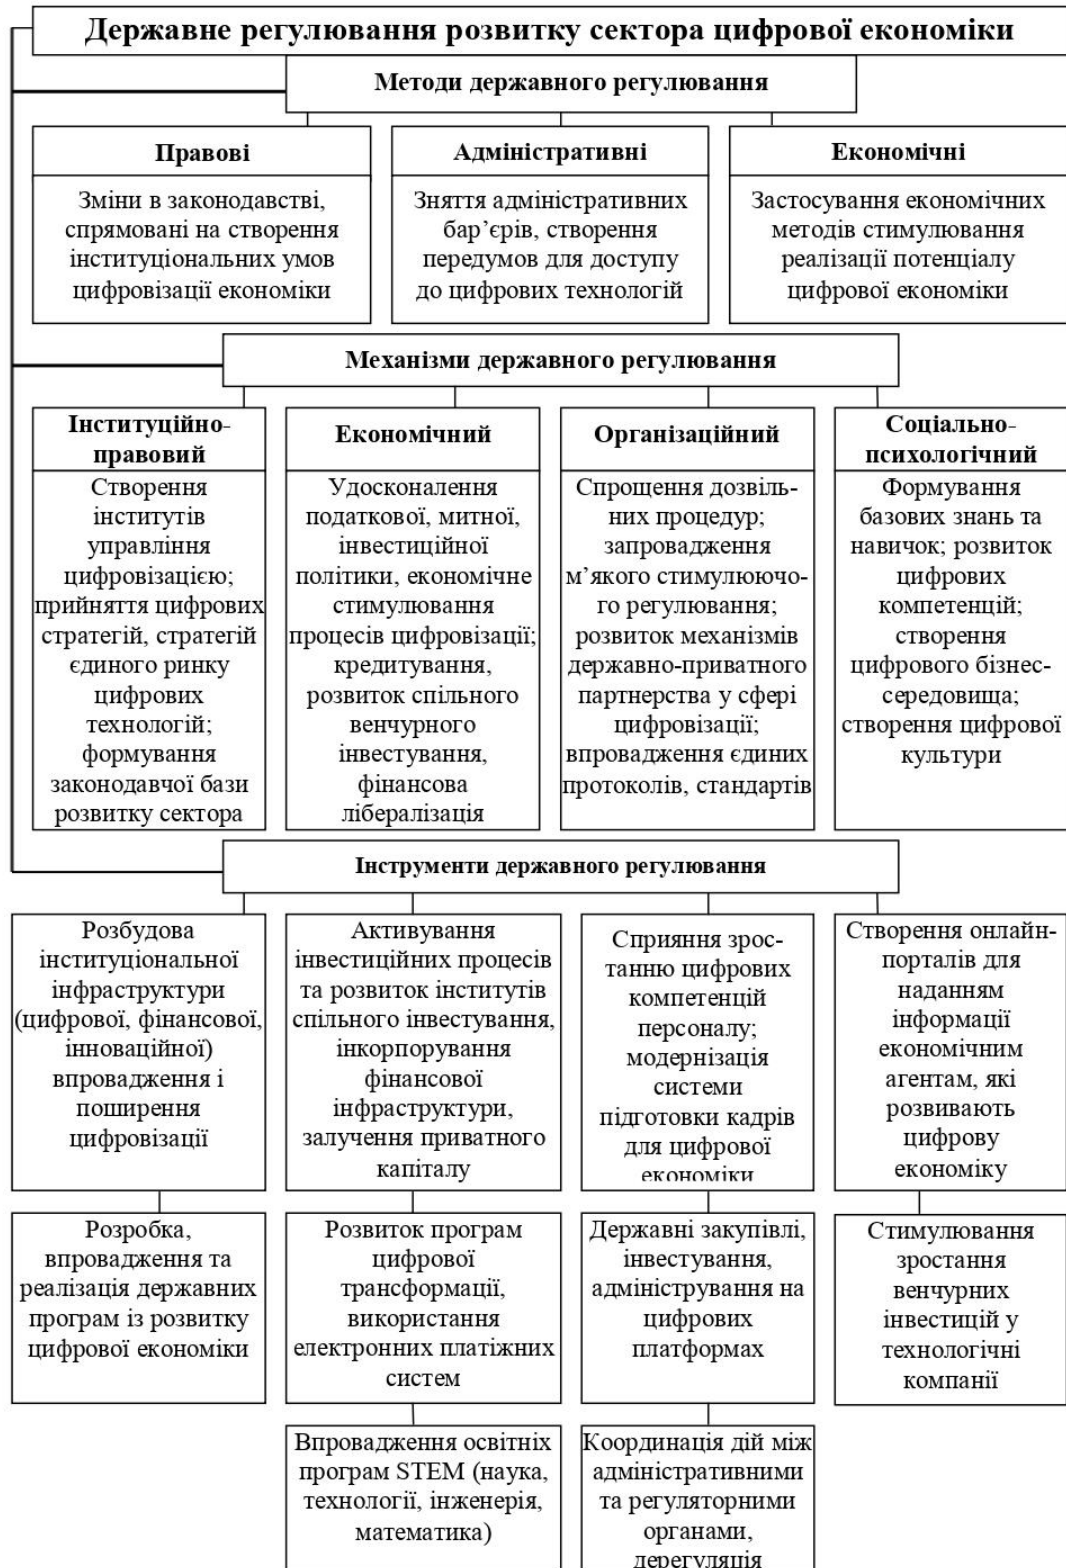 Державне регулювання розвитку сектора цифрової економіки
Методи державного регулювання
Правові
Зміни в законодавстві,
спрямовані на створення
інституціональних умов
цифровізації економіки
Адміністративні
Зняття адміністративних
бар’єрів, створення
передумов для доступу
до цифрових технологій
Економічні
Застосування економічних
методів стимулювання
реалізації потенціалу
цифрової економіки
Механізми державного регулювання
Інституційно-
правовий
Створення
інститутів
управління
цифровізацією;
прийняття цифрових
стратегій, стратегій
єдиного ринку
цифрових
технологій;
формування
законодавчої бази
розвитку сектора
Економічний
Удосконалення
податкової, митної,
інвестиційної
політики, економічне
стимулювання
процесів цифровізації;
кредитування,
розвиток спільного
венчурного
інвестування,
фінансова
лібералізація
Організаційний
Спрощення дозвіль-
них процедур;
запровадження
м’якого стимулюючо-
го регулювання;
розвиток механізмів
державно-приватного
партнерства у сфері
цифровізації;
впровадження єдиних
протоколів, стандартів
Соціально-
психологічний
Формування
базових знань та
навичок; розвиток
цифрових
компетенцій;
створення
цифрового бізнес-
середовища;
створення цифрової
культури
Інструменти державного регулювання
Розбудова
інституціональної
інфраструктури
(цифрової, фінансової,
інноваційної)
впровадження і
поширення
цифровізації
Активування
інвестиційних процесів
та розвиток інститутів
спільного інвестування,
інкорпорування
фінансової
інфраструктури,
залучення приватного
капіталу
Сприяння зрос-
танню цифрових
компетенцій
персоналу;
модернізація
системи
підготовки кадрів
для цифрової
економіки
Створення онлайн-
порталів для
наданням
інформації
економічним
агентам, які
розвивають
цифрову
економіку
Розробка,
впровадження та
реалізація державних
програм із розвитку
цифрової економіки
Розвиток програм
цифрової
трансформації,
використання
електронних платіжних
систем
Державні закупівлі,
інвестування,
адміністрування на
цифрових
платформах
Стимулювання
зростання
венчурних
інвестицій у
технологічні
компанії
Впровадження освітніх
програм STEM (наука,
технології, інженерія,
математика)
Координація дій між
адміністративними
та регуляторними
органами,
дерегуляція